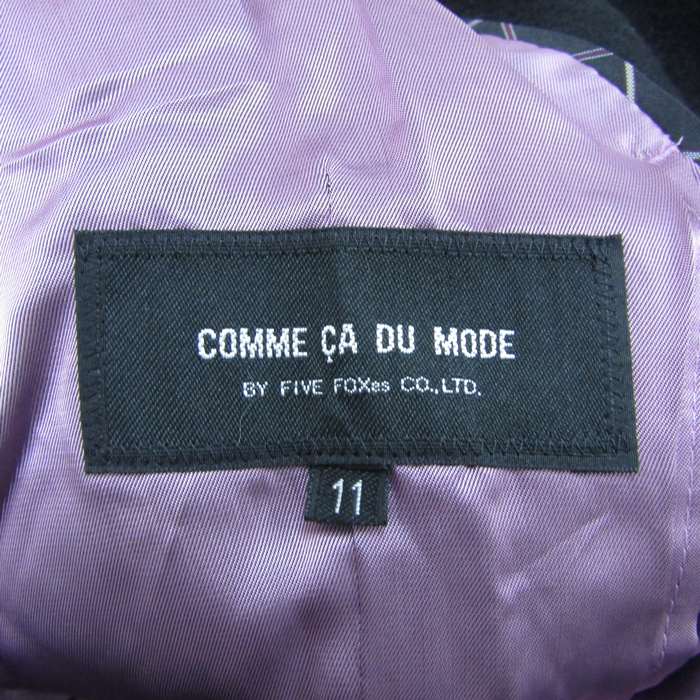 COMME ÇA DU MODE
BY FIVE FOXes CO.,LTD.
11